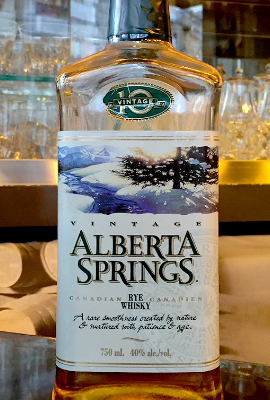 10
VINTAGE
VINTAGE
ALBERTA
SPRINGS.
CANADIAN RYE WHISKY CANADIEN
A rare smoothness created by nature
& nurtured with patience & age.
750 ml. 40% alc./vol.